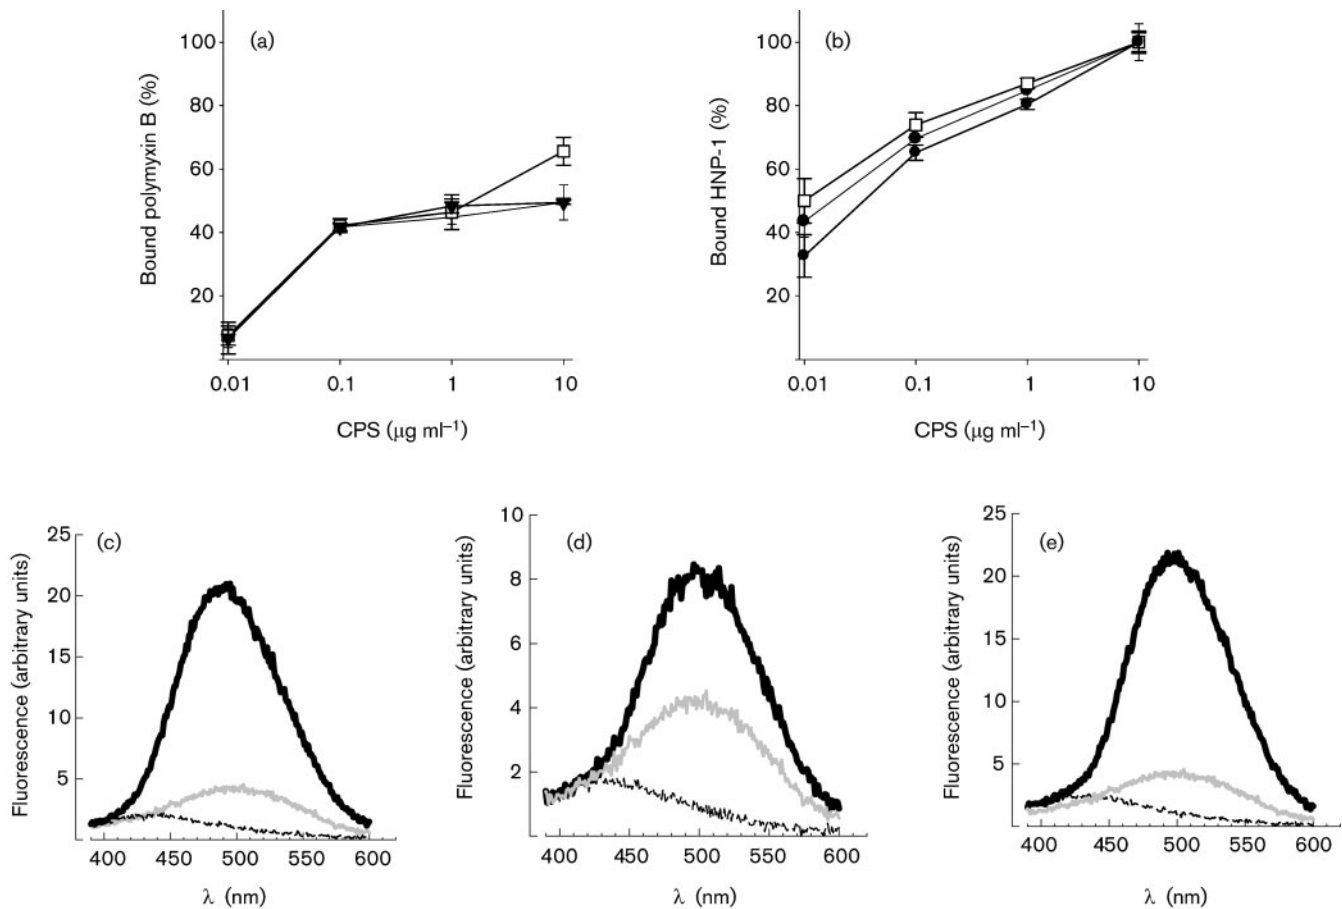 (a)
Bound polymyxin B (%)
100
80
60
40
20
0.01 0.1 1 10
CPS (μg ml⁻¹)
(b)
Bound HNP-1 (%)
100
80
60
40
20
0.01 0.1 1 10
CPS (μg ml⁻¹)
(c)
Fluorescence (arbitrary units)
25
20
15
10
5
400 450 500 550 600
λ (nm)
(d)
Fluorescence (arbitrary units)
10
8
6
4
2
400 450 500 550 600
λ (nm)
(e)
Fluorescence (arbitrary units)
25
20
15
10
5
400 450 500 550 600
λ (nm)